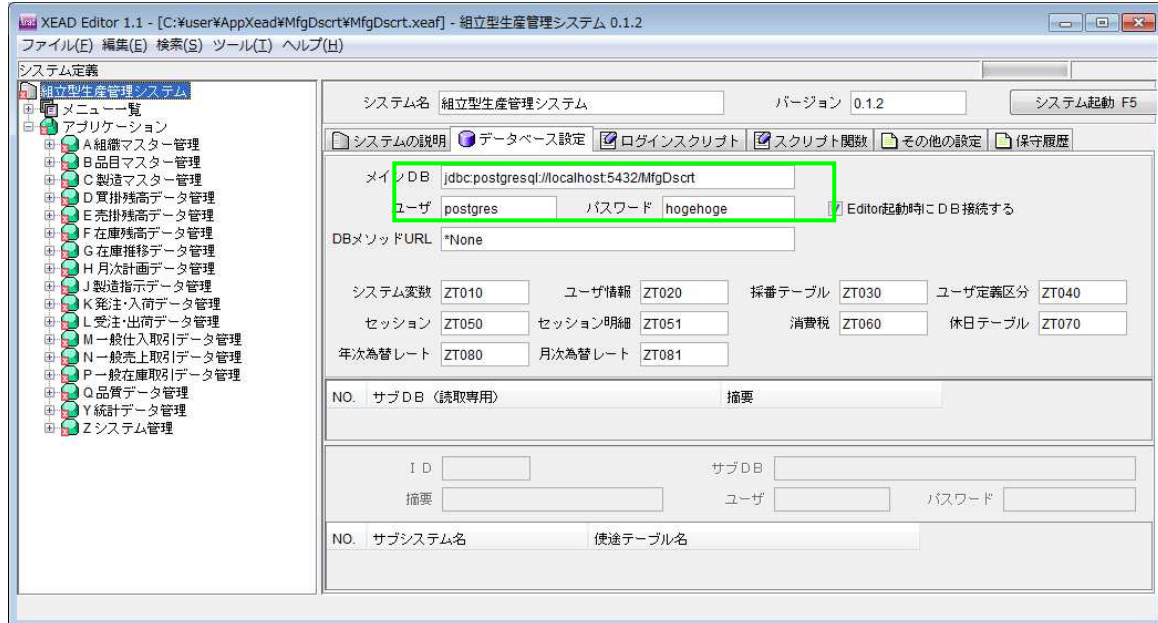 XEAD Editor 1.1 - [C:¥user¥AppXead¥MfgDscrt¥MfgDscrt.xeaf] - 組立型生産管理システム 0.1.2
ファイル(F) 編集(E) 検索(S) ツール(T) ヘルプ(H)
システム定義
組立型生産管理システム
メニュー一覧
アプリケーション
A組織マスター管理
B品目マスター管理
C製造マスター管理
D買掛残高データ管理
E売掛残高データ管理
F在庫残高データ管理
G在庫推移データ管理
H月次計画データ管理
J製造指示データ管理
K発注・入荷データ管理
L受注・出荷データ管理
M一般仕入取引データ管理
N一般売上取引データ管理
P一般在庫取引データ管理
Q品質データ管理
Y統計データ管理
Zシステム管理
システム名 組立型生産管理システム バージョン 0.1.2 システム起動 F5
システムの説明 データベース設定 ログインスクリプト スクリプト関数 その他の設定 保守履歴
メインDB jdbc:postgresql://localhost:5432/MfgDscrt
ユーザ postgres パスワード hogehoge Editor起動時にDB接続する
DBメソッドURL *None
システム変数 ZT010 ユーザ情報 ZT020 採番テーブル ZT030 ユーザ定義区分 ZT040
セッション ZT050 セッション明細 ZT051 消費税 ZT060 休日テーブル ZT070
年次為替レート ZT080 月次為替レート ZT081
NO. サブDB（読取専用） 摘要
ID サブDB
摘要 ユーザ パスワード
NO. サブシステム名 使途テーブル名